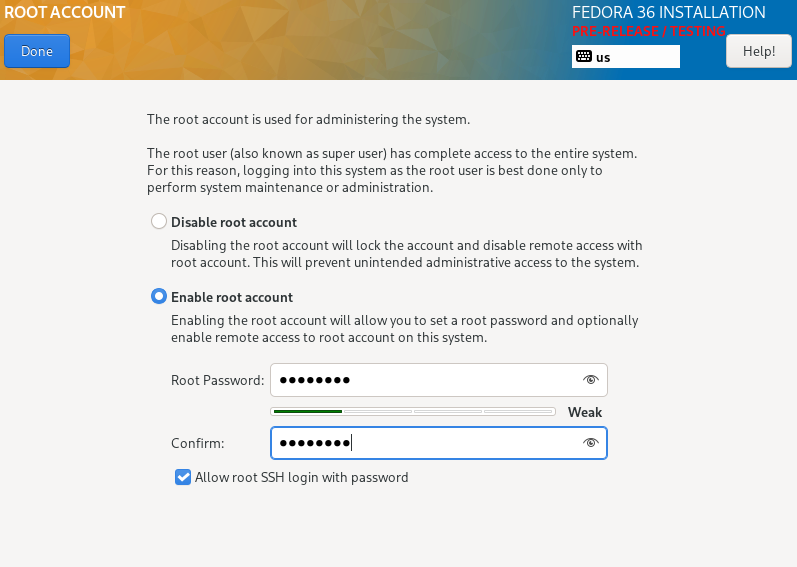 ROOT ACCOUNT
FEDORA 36 INSTALLATION
PRE-RELEASE / TESTING
Done
us
Help!
The root account is used for administering the system.
The root user (also known as super user) has complete access to the entire system.
For this reason, logging into this system as the root user is best done only to
perform system maintenance or administration.
Disable root account
Disabling the root account will lock the account and disable remote access with
root account. This will prevent unintended administrative access to the system.
Enable root account
Enabling the root account will allow you to set a root password and optionally
enable remote access to root account on this system.
Root Password: ●●●●●●●●
Weak
Confirm: ●●●●●●●●
Allow root SSH login with password